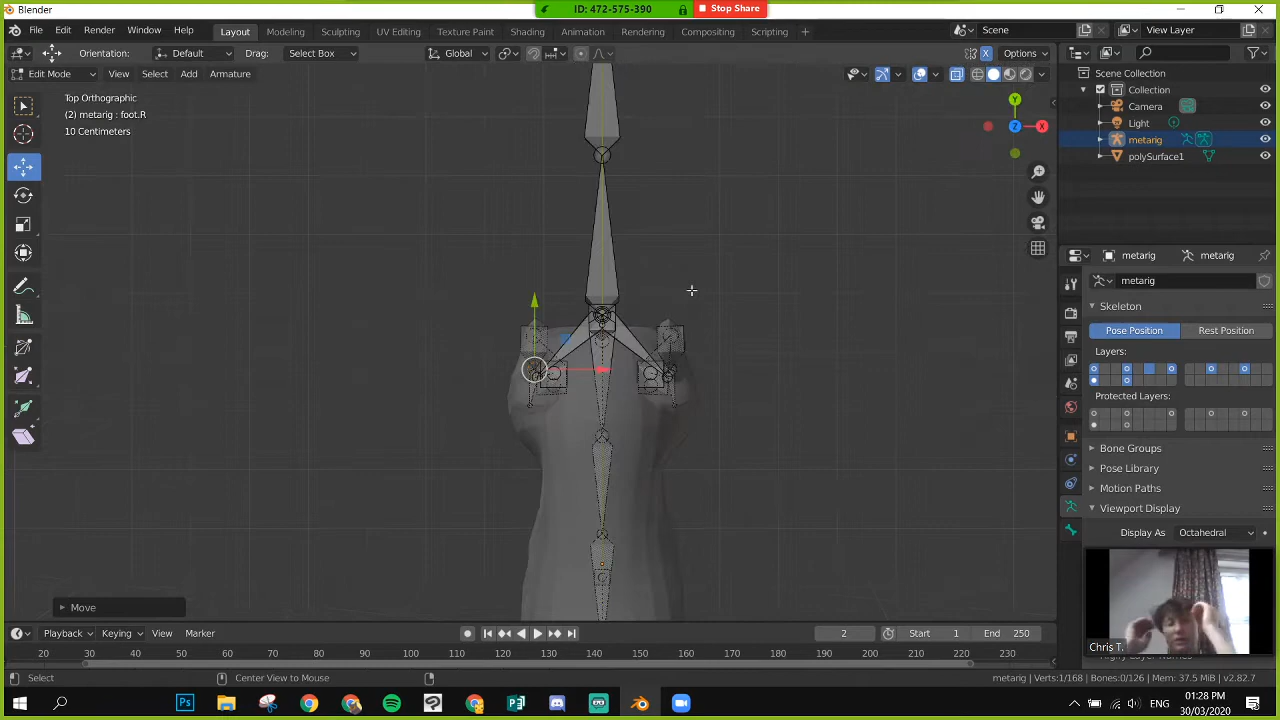 Blender
ID: 472-575-390
Stop Share
File Edit Render Window Help
Layout Modeling Sculpting UV Editing Texture Paint Shading Animation Rendering Compositing Scripting +
Scene
View Layer
Orientation: Default Drag: Select Box
Global
X Options
Edit Mode View Select Add Armature
Top Orthographic
(2) metarig : foot.R
10 Centimeters
Y
X
Z
Scene Collection
Collection
Camera
Light
metarig
polySurface1
metarig metarig
metarig
Skeleton
Pose Position Rest Position
Layers:
Protected Layers:
Bone Groups
Pose Library
Motion Paths
Viewport Display
Display As Octahedral
Chris T.
Move
Playback Keying View Marker
2 Start 1 End 250
20 30 40 50 60 70 80 90 100 110 120 130 140 150 160 170 180 190 200 210 220 230
Select Center View to Mouse
metarig | Verts:1/168 | Bones:0/126 | Mem: 37.5 MiB | v2.82.7
Ps
ENG
01:28 PM
30/03/2020